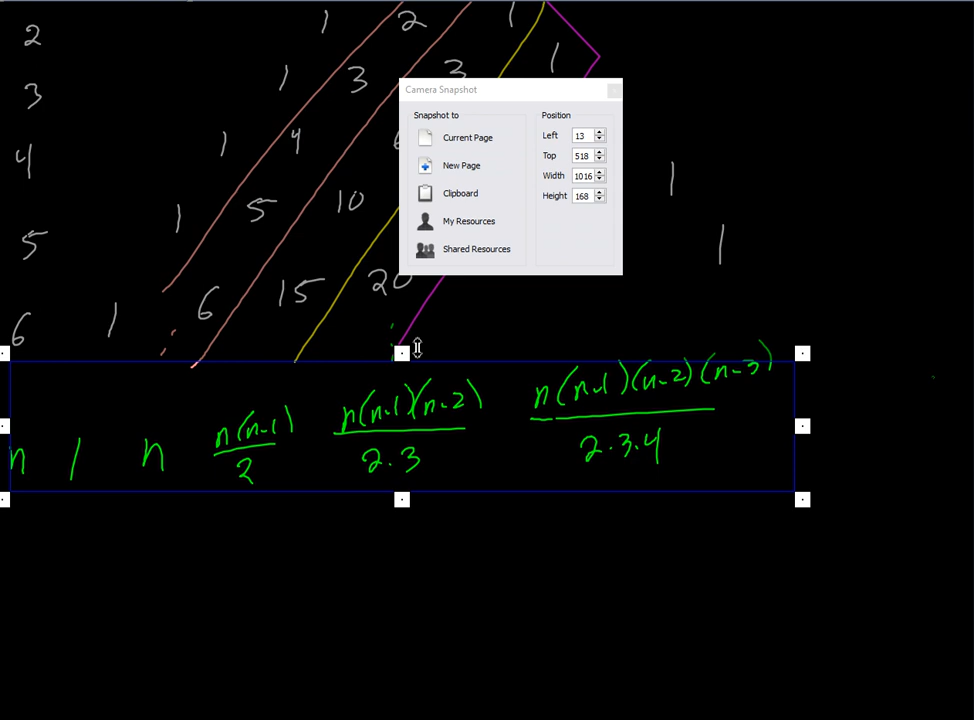 2 1 2 1
3 1 3 3 1
Camera Snapshot
Snapshot to
Position
Current Page
Left 13
New Page
Top 518
Width 1016
Clipboard
Height 168
My Resources
Shared Resources
4 1 4 1
5 1 5 10 1
6 1 6 15 20
n 1 n n(n-1)/2 n(n-1)(n-2)/2·3 n(n-1)(n-2)(n-3)/2·3·4